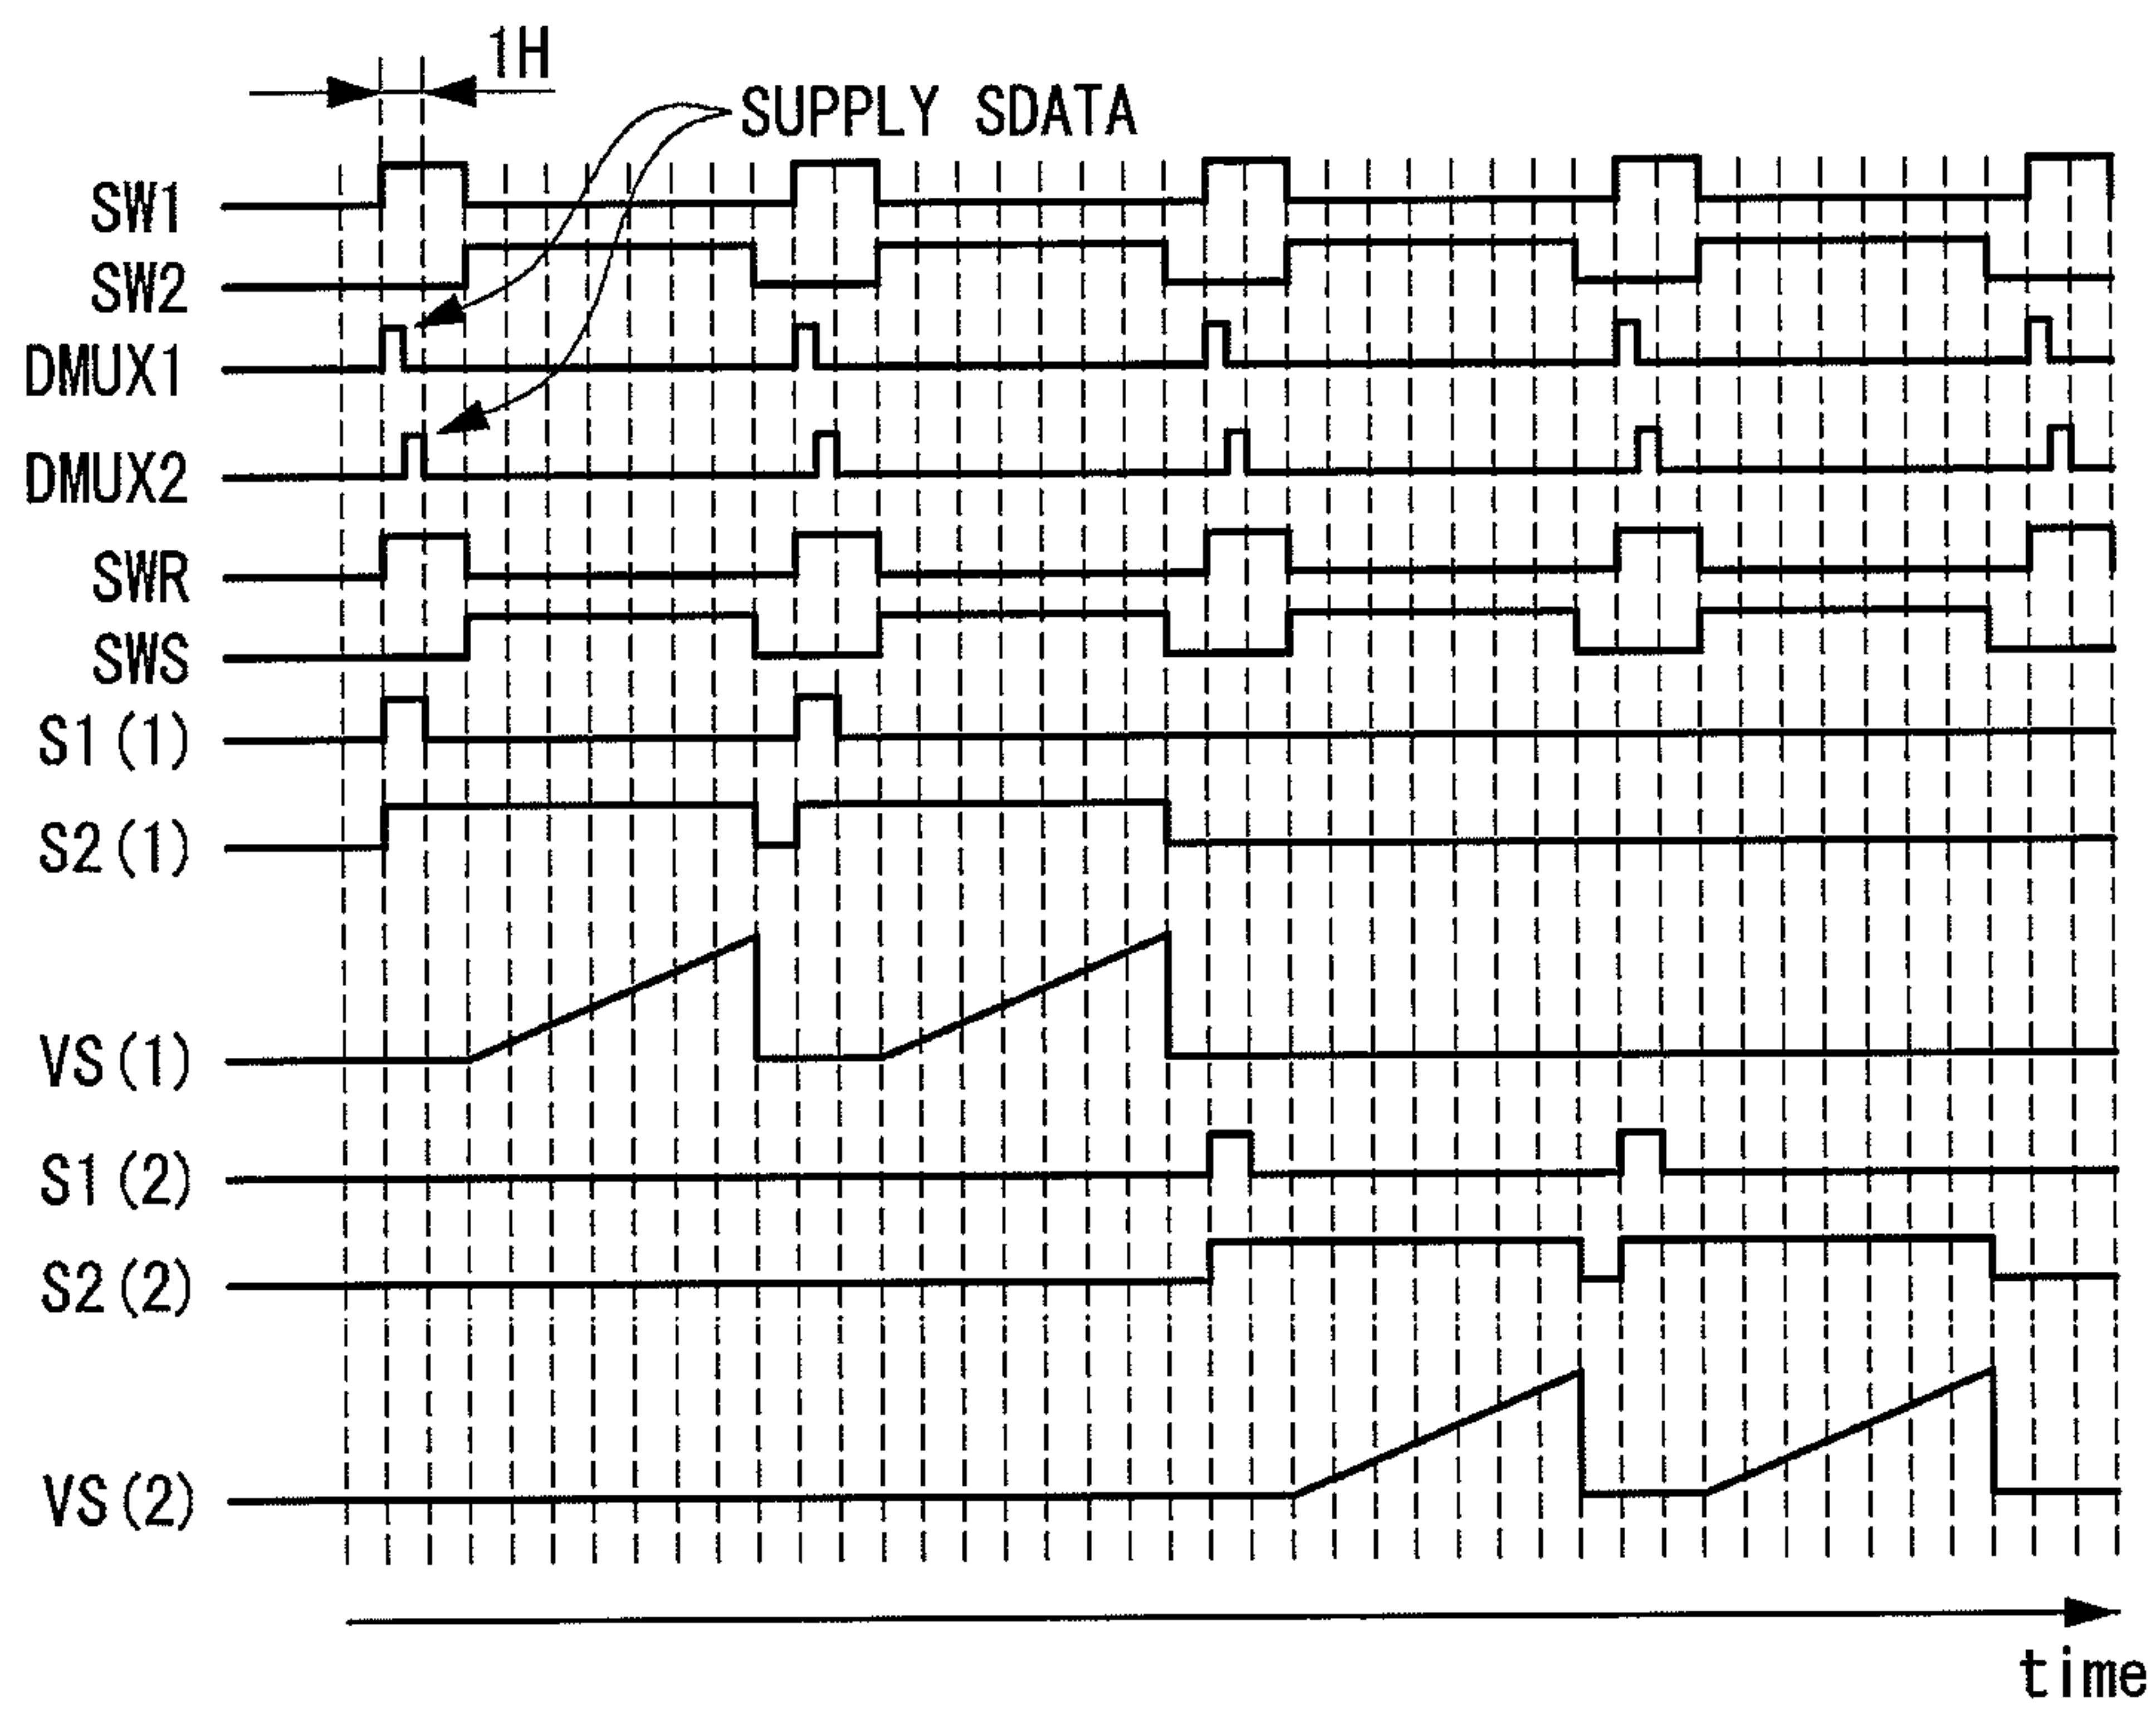 1H
SUPPLY SDATA
SW1
SW2
DMUX1
DMUX2
SWR
SWS
S1(1)
S2(1)
VS(1)
S1(2)
S2(2)
VS(2)
time